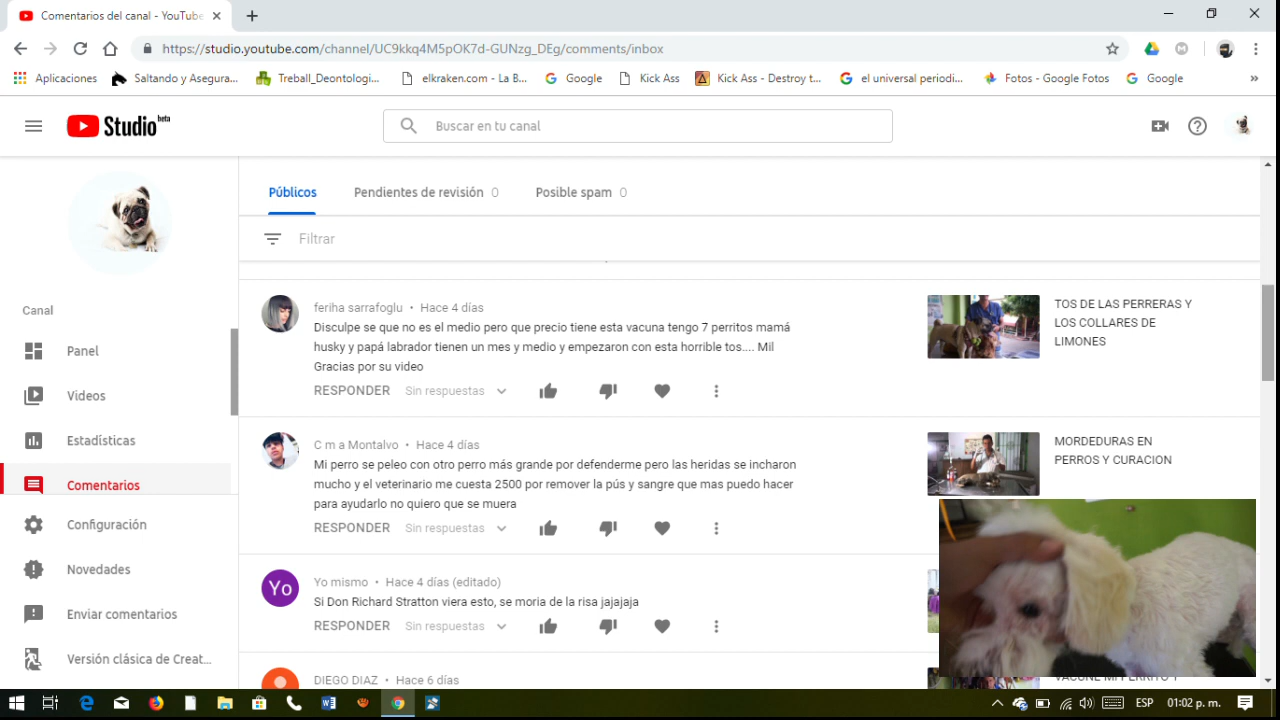 Comentarios del canal - YouTube
https://studio.youtube.com/channel/UC9kkq4M5pOK7d-GUNzg_DEg/comments/inbox
Aplicaciones Saltando y Asegura... Treball_Deontologi... elkraken.com - La B... Google Kick Ass Kick Ass - Destroy t... el universal periodi... Fotos - Google Fotos Google »
Studio beta
Buscar en tu canal
Públicos Pendientes de revisión 0 Posible spam 0
Filtrar
Canal
Panel
Videos
Estadísticas
Comentarios
Configuración
Novedades
Enviar comentarios
Versión clásica de Creat...
feriha sarrafoglu • Hace 4 días
Disculpe se que no es el medio pero que precio tiene esta vacuna tengo 7 perritos mamá
husky y papá labrador tienen un mes y medio y empezaron con esta horrible tos.... Mil
Gracias por su video
RESPONDER Sin respuestas
TOS DE LAS PERRERAS Y
LOS COLLARES DE
LIMONES
C m a Montalvo • Hace 4 días
Mi perro se peleo con otro perro más grande por defenderme pero las heridas se incharon
mucho y el veterinario me cuesta 2500 por remover la pús y sangre que mas puedo hacer
para ayudarlo no quiero que se muera
RESPONDER Sin respuestas
MORDEDURAS EN
PERROS Y CURACION
Yo
Yo mismo • Hace 4 días (editado)
Si Don Richard Stratton viera esto, se moria de la risa jajajaja
RESPONDER Sin respuestas
DIEGO DIAZ • Hace 6 días
VACUNE MI PERRITO Y
ESP 01:02 p. m.